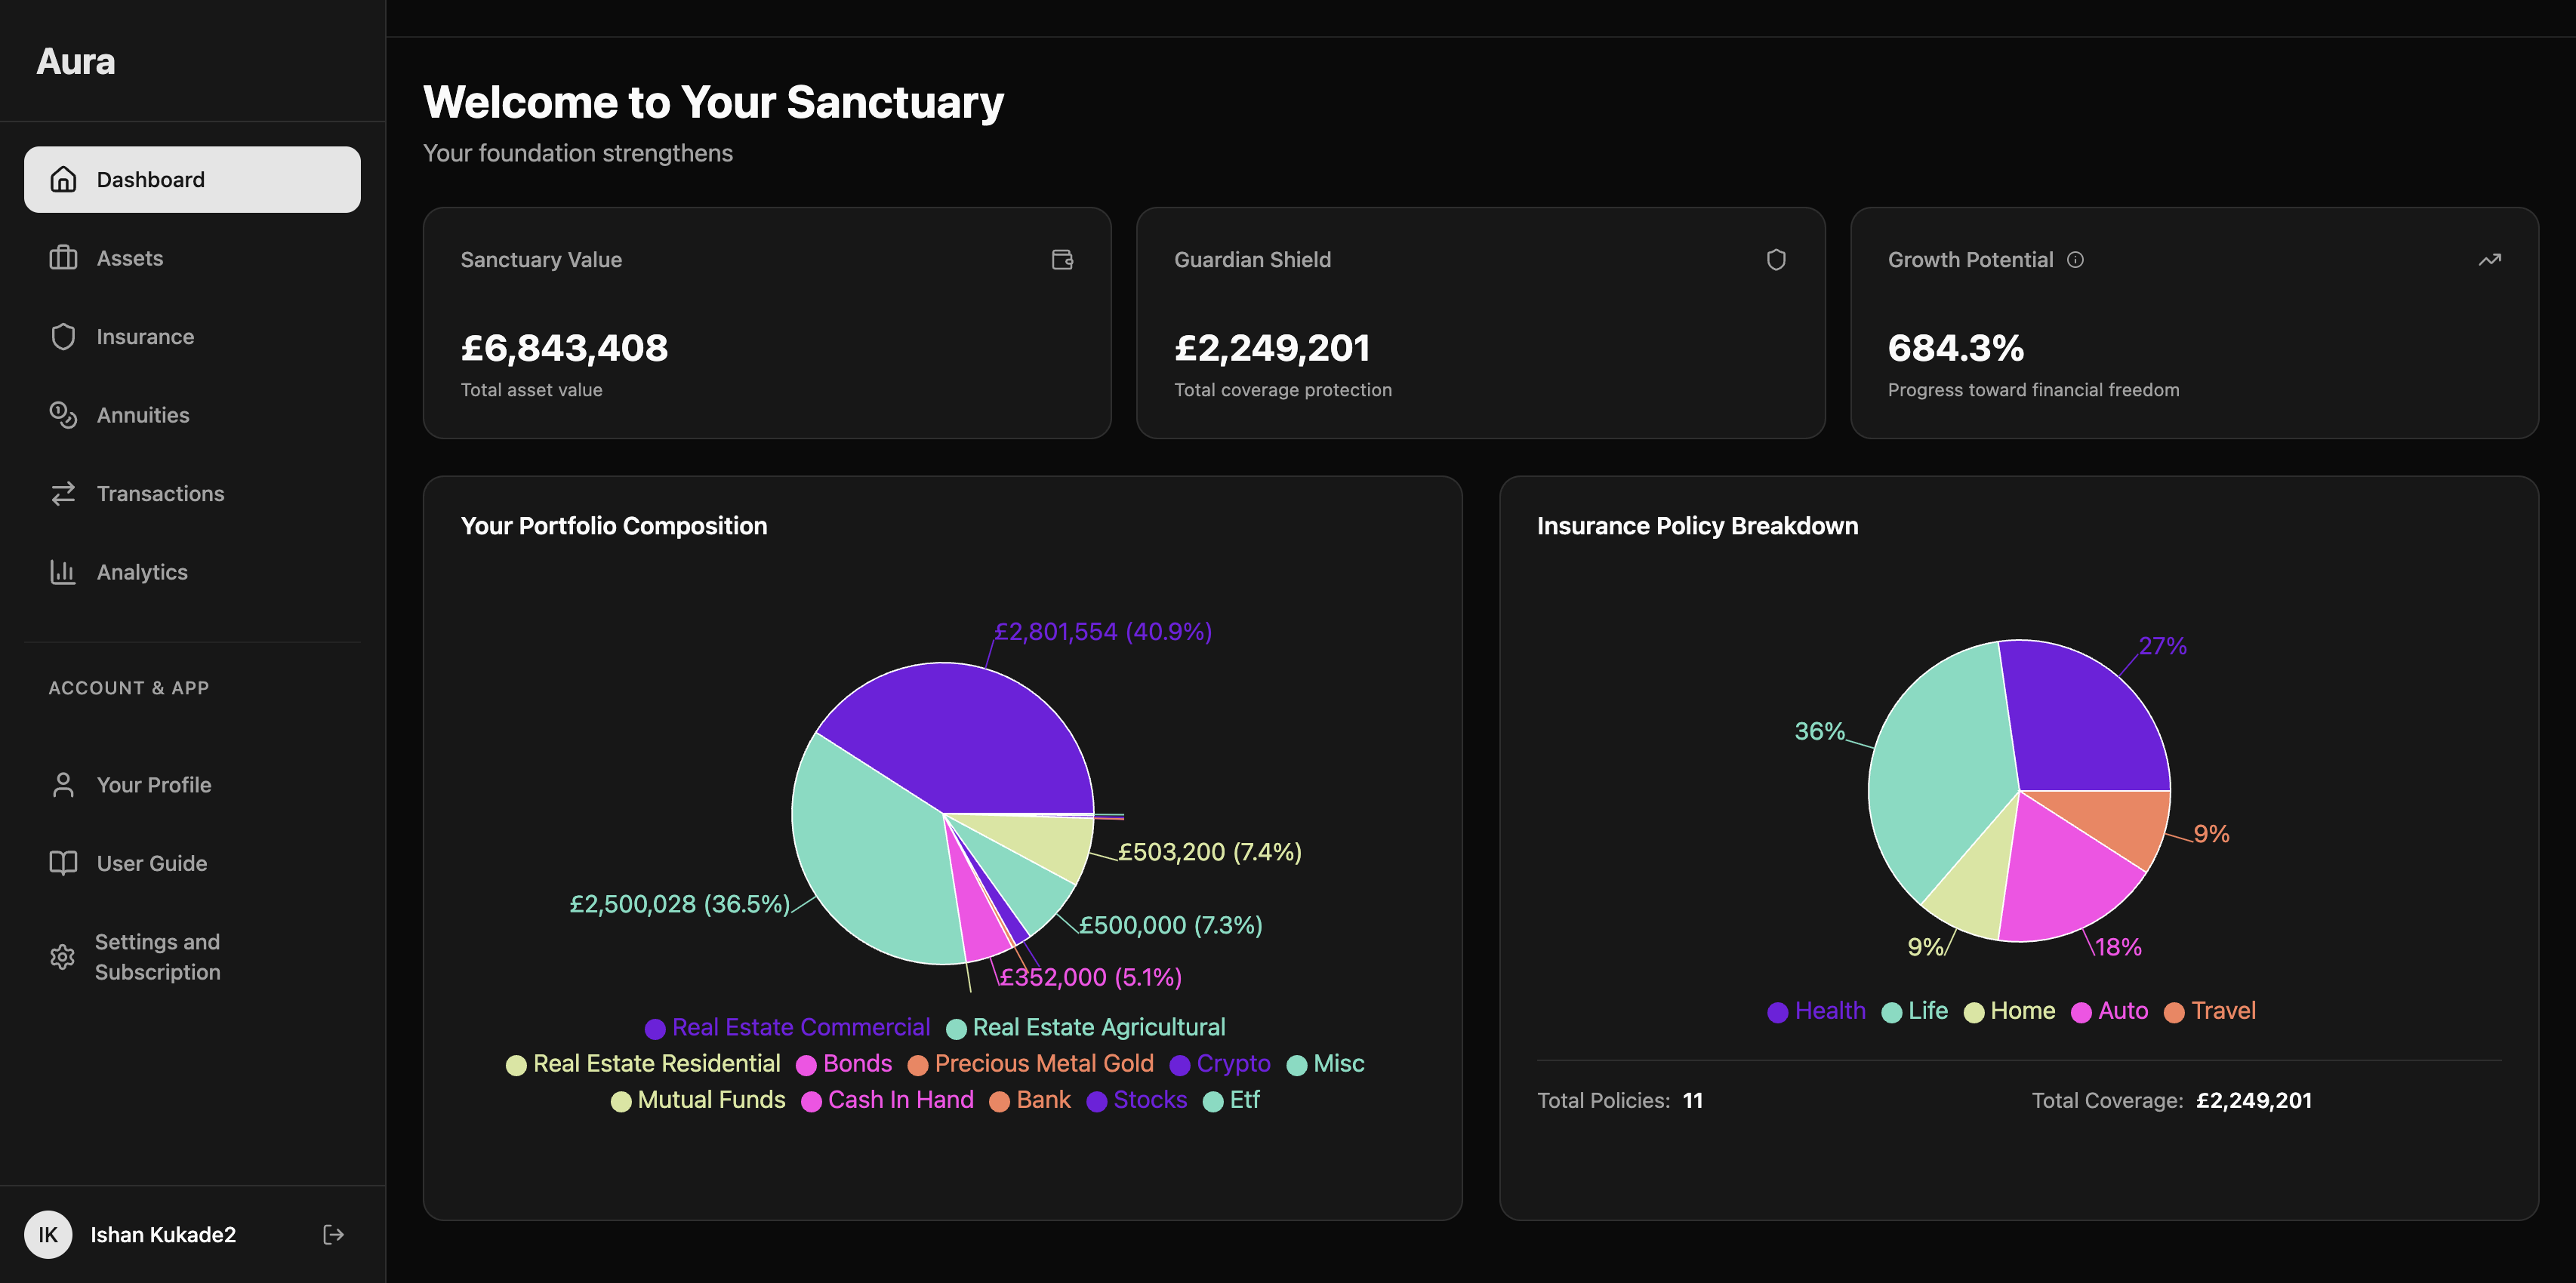 Aura
Dashboard
Assets
Insurance
Annuities
Transactions
Analytics
ACCOUNT & APP
Your Profile
User Guide
Settings and
Subscription
IK
Ishan Kukade2
Welcome to Your Sanctuary
Your foundation strengthens
Sanctuary Value
£6,843,408
Total asset value
Guardian Shield
£2,249,201
Total coverage protection
Growth Potential
684.3%
Progress toward financial freedom
Your Portfolio Composition
£2,801,554 (40.9%)
£503,200 (7.4%)
£2,500,028 (36.5%)
£500,000 (7.3%)
£352,000 (5.1%)
Real Estate Commercial Real Estate Agricultural
Real Estate Residential Bonds Precious Metal Gold Crypto Misc
Mutual Funds Cash In Hand Bank Stocks Etf
Insurance Policy Breakdown
27%
36%
9%
9%
18%
Health Life Home Auto Travel
Total Policies: 11
Total Coverage: £2,249,201